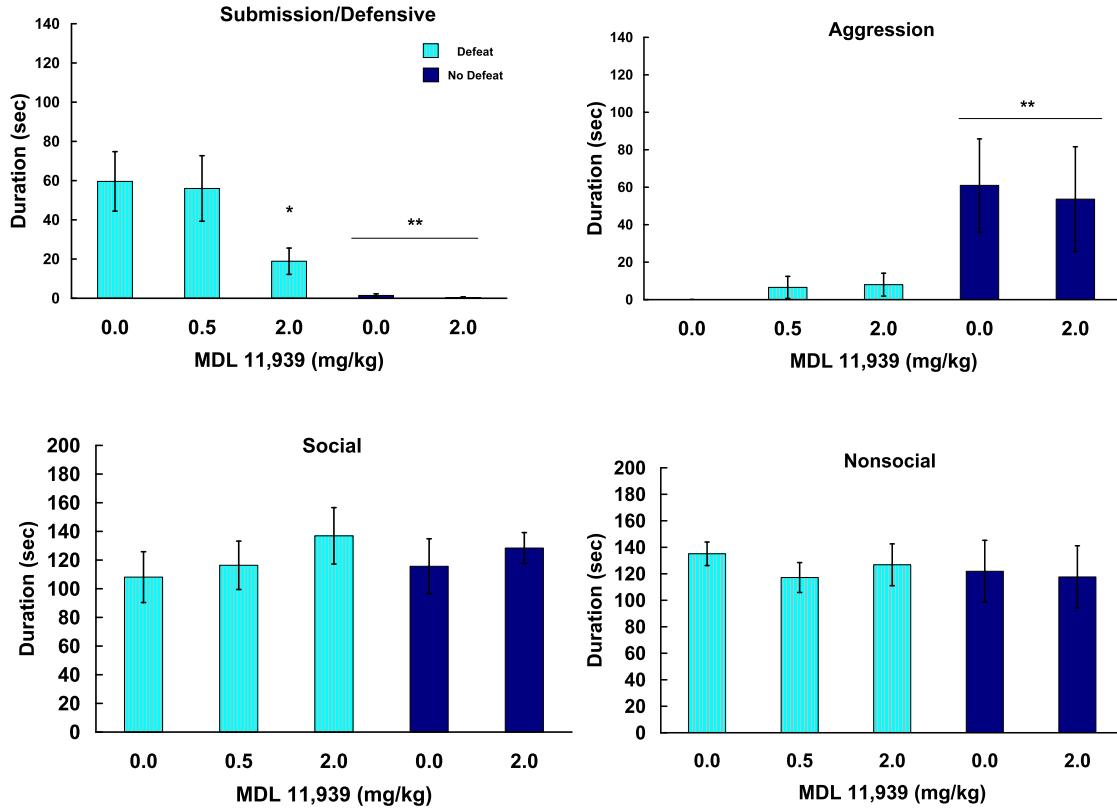 Submission/Defensive
140
120
100
80
60
40
20
0
Duration (sec)
Defeat
No Defeat
*
**
0.0 0.5 2.0 0.0 2.0
MDL 11,939 (mg/kg)
Aggression
140
120
100
80
60
40
20
0
Duration (sec)
**
0.0 0.5 2.0 0.0 2.0
MDL 11,939 (mg/kg)
Social
200
180
160
140
120
100
80
60
40
20
0
Duration (sec)
0.0 0.5 2.0 0.0 2.0
MDL 11,939 (mg/kg)
Nonsocial
200
180
160
140
120
100
80
60
40
20
0
Duration (sec)
0.0 0.5 2.0 0.0 2.0
MDL 11,939 (mg/kg)